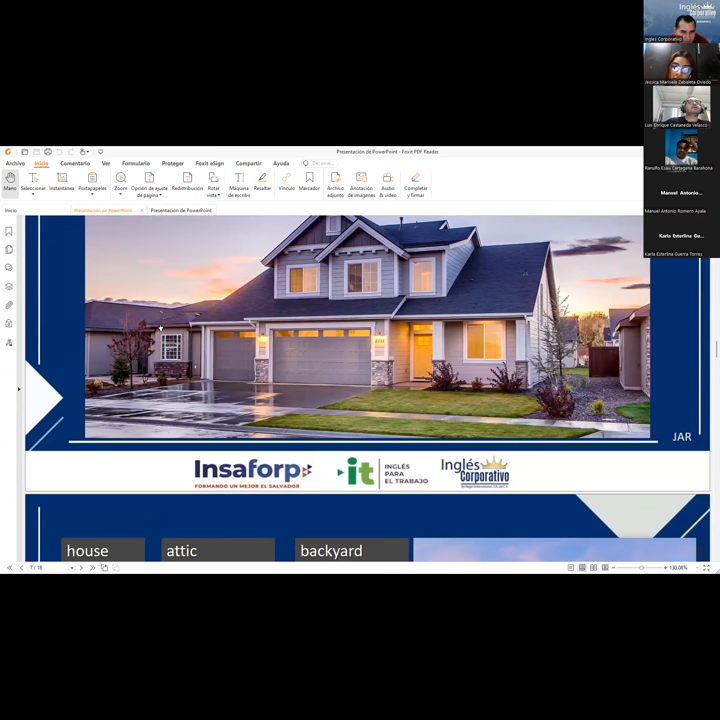 Inglés
Corporativo
Inglés Corporativo
Jessica Marisela Zabaleta Oviedo
Luis Enrique Castaneda Velasco
Ranulfo Esau Cartagena Barahona
Manuel Antonio...
Manuel Antonio Romero Ayala
Karla Esterlina Gu...
Karla Esterlina Guerra Torres
Presentación de PowerPoint - Foxit PDF Reader
Archivo Inicio Comentario Ver Formulario Proteger Foxit eSign Compartir Ayuda
Mano Seleccionar Instantánea Portapapeles Zoom Opción de ajuste de página Redistribución Rotar vista Máquina de escribir Resaltar Vínculo Marcador Archivo adjunto Anotación de imágenes Audio & vídeo Completar y firmar
Inicio Presentación de PowerPoint Presentación de PowerPoint
JAR
Insaforp
FORMANDO UN MEJOR EL SALVADOR
it
INGLÉS
PARA
EL TRABAJO
Inglés
Corporativo
house attic backyard
7 / 18
130,08%